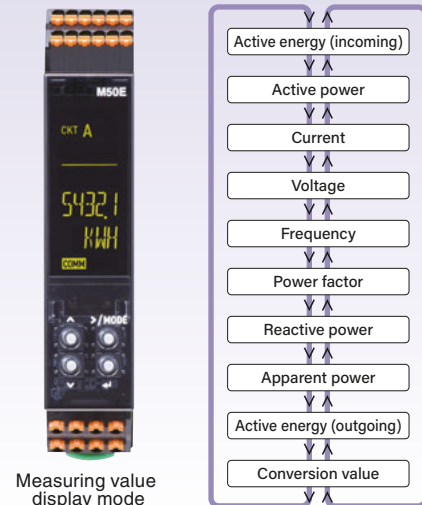 M50E
CKT A
5432.1
KWH
COMM
>/MODE
Measuring value
display mode
Active energy (incoming)
Active power
Current
Voltage
Frequency
Power factor
Reactive power
Apparent power
Active energy (outgoing)
Conversion value